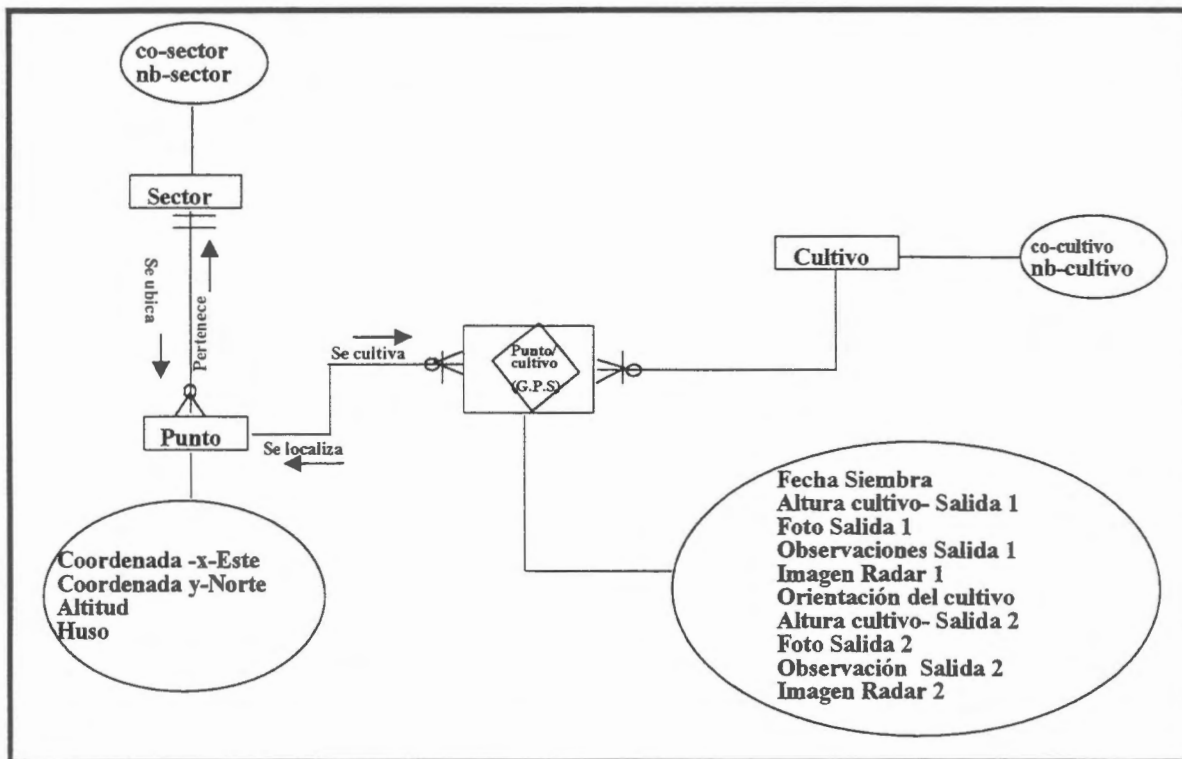 co-sector
nb-sector
Sector
Se ubica
Pertenece
Punto
Coordenada -x-Este
Coordenada y-Norte
Altitud
Huso
Se cultiva
Se localiza
Punto/
cultivo
(G.P.S)
Cultivo
co-cultivo
nb-cultivo
Fecha Siembra
Altura cultivo- Salida 1
Foto Salida 1
Observaciones Salida 1
Imagen Radar 1
Orientación del cultivo
Altura cultivo- Salida 2
Foto Salida 2
Observación Salida 2
Imagen Radar 2